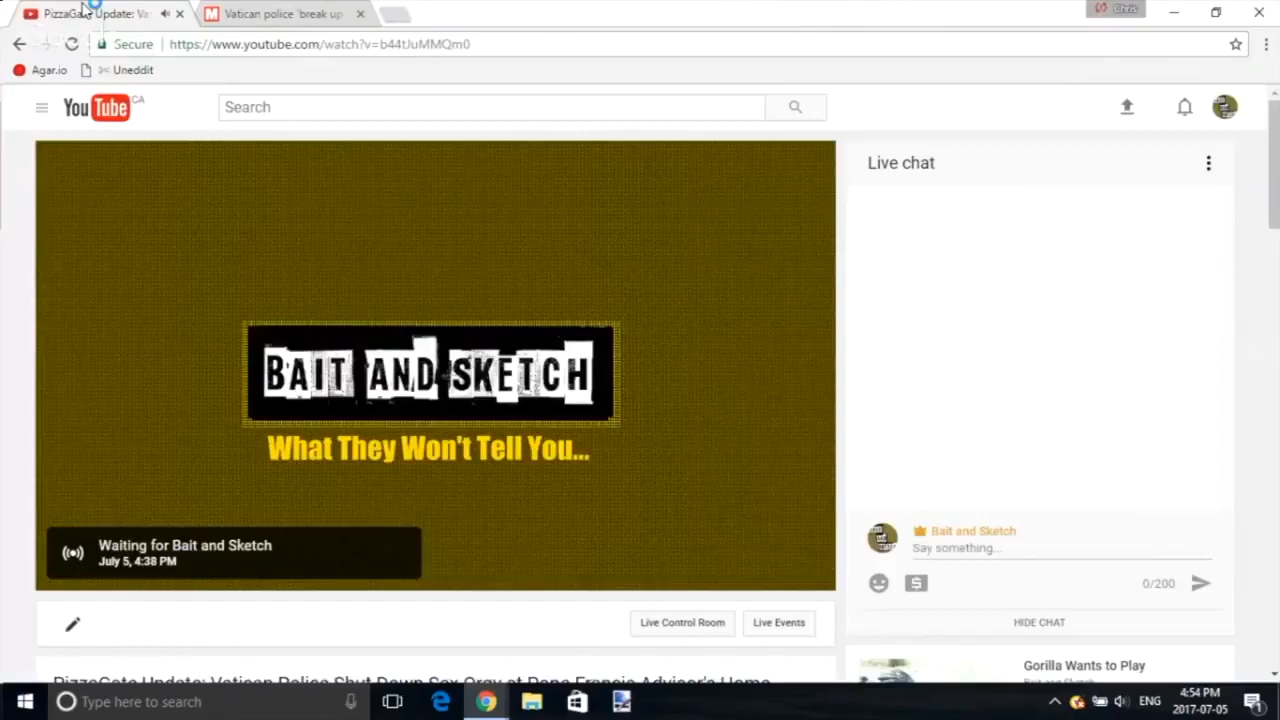 PizzaGate Update: Va
Vatican police 'break up
Chris
Secure https://www.youtube.com/watch?v=b44tJuMMQm0
Agar.io Uneddit
YouTube CA
Search
Live chat
BAIT AND SKETCH
What They Won't Tell You...
Waiting for Bait and Sketch
July 5, 4:38 PM
Bait and Sketch
Say something...
0/200
HIDE CHAT
Live Control Room Live Events
Gorilla Wants to Play
Bait and Sketch
PizzaGate Update: Vatican Police Shut Down Sex Orgy at Pope Francis Advisor's Home
Type here to search
ENG
4:54 PM
2017-07-05
1